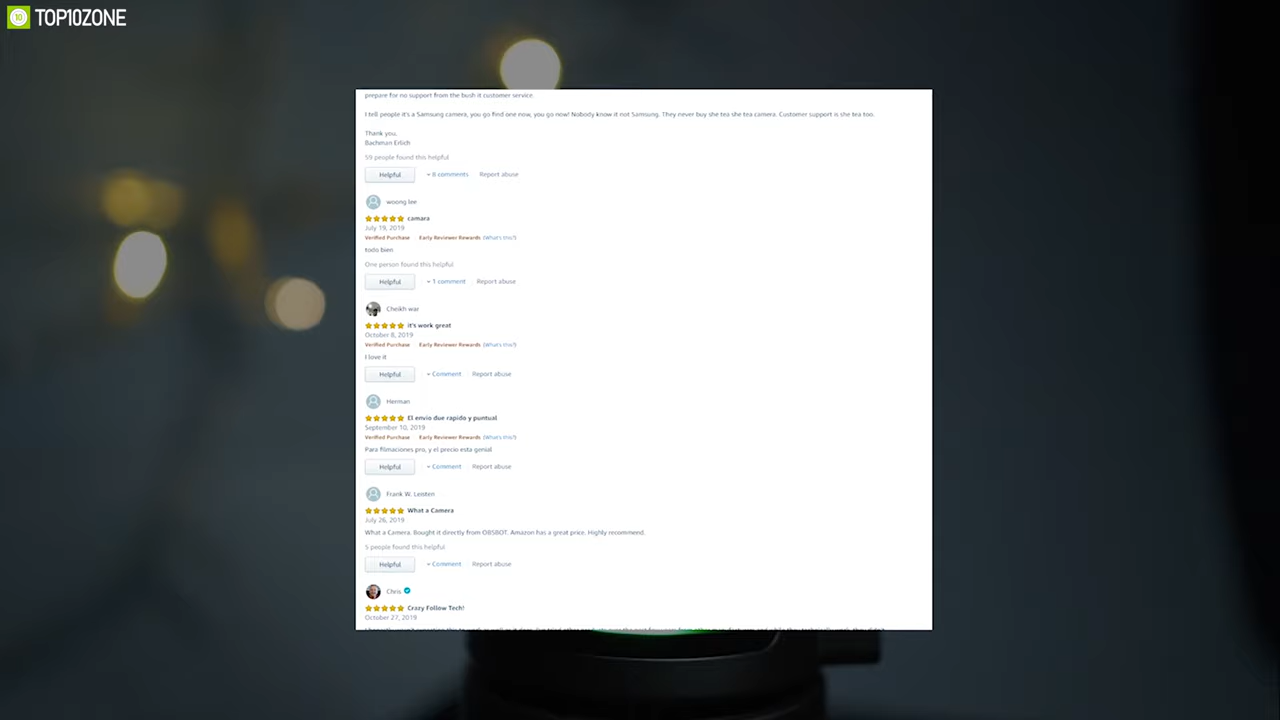 10 TOP10ZONE
prepare for no support from the bush it customer service.
I tell people it's a Samsung camera, you go find one now, you go now! Nobody know it not Samsung. They never buy she tea she tea camera. Customer support is she tea too.
Thank you,
Bachman Erlich
59 people found this helpful
Helpful 8 comments Report abuse
woong lee
camara
July 19, 2019
Verified Purchase Early Reviewer Rewards (What's this?)
todo bien
One person found this helpful
Helpful 1 comment Report abuse
Cheikh war
it's work great
October 8, 2019
Verified Purchase Early Reviewer Rewards (What's this?)
I love it
Helpful Comment Report abuse
Herman
El envio due rapido y puntual
September 10, 2019
Verified Purchase Early Reviewer Rewards (What's this?)
Para filmaciones pro, y el precio esta genial
Helpful Comment Report abuse
Frank W. Leisten
What a Camera
July 26, 2019
What a Camera. Bought it directly from OBSBOT. Amazon has a great price. Highly recommend.
5 people found this helpful
Helpful Comment Report abuse
Chris
Crazy Follow Tech!
October 27, 2019